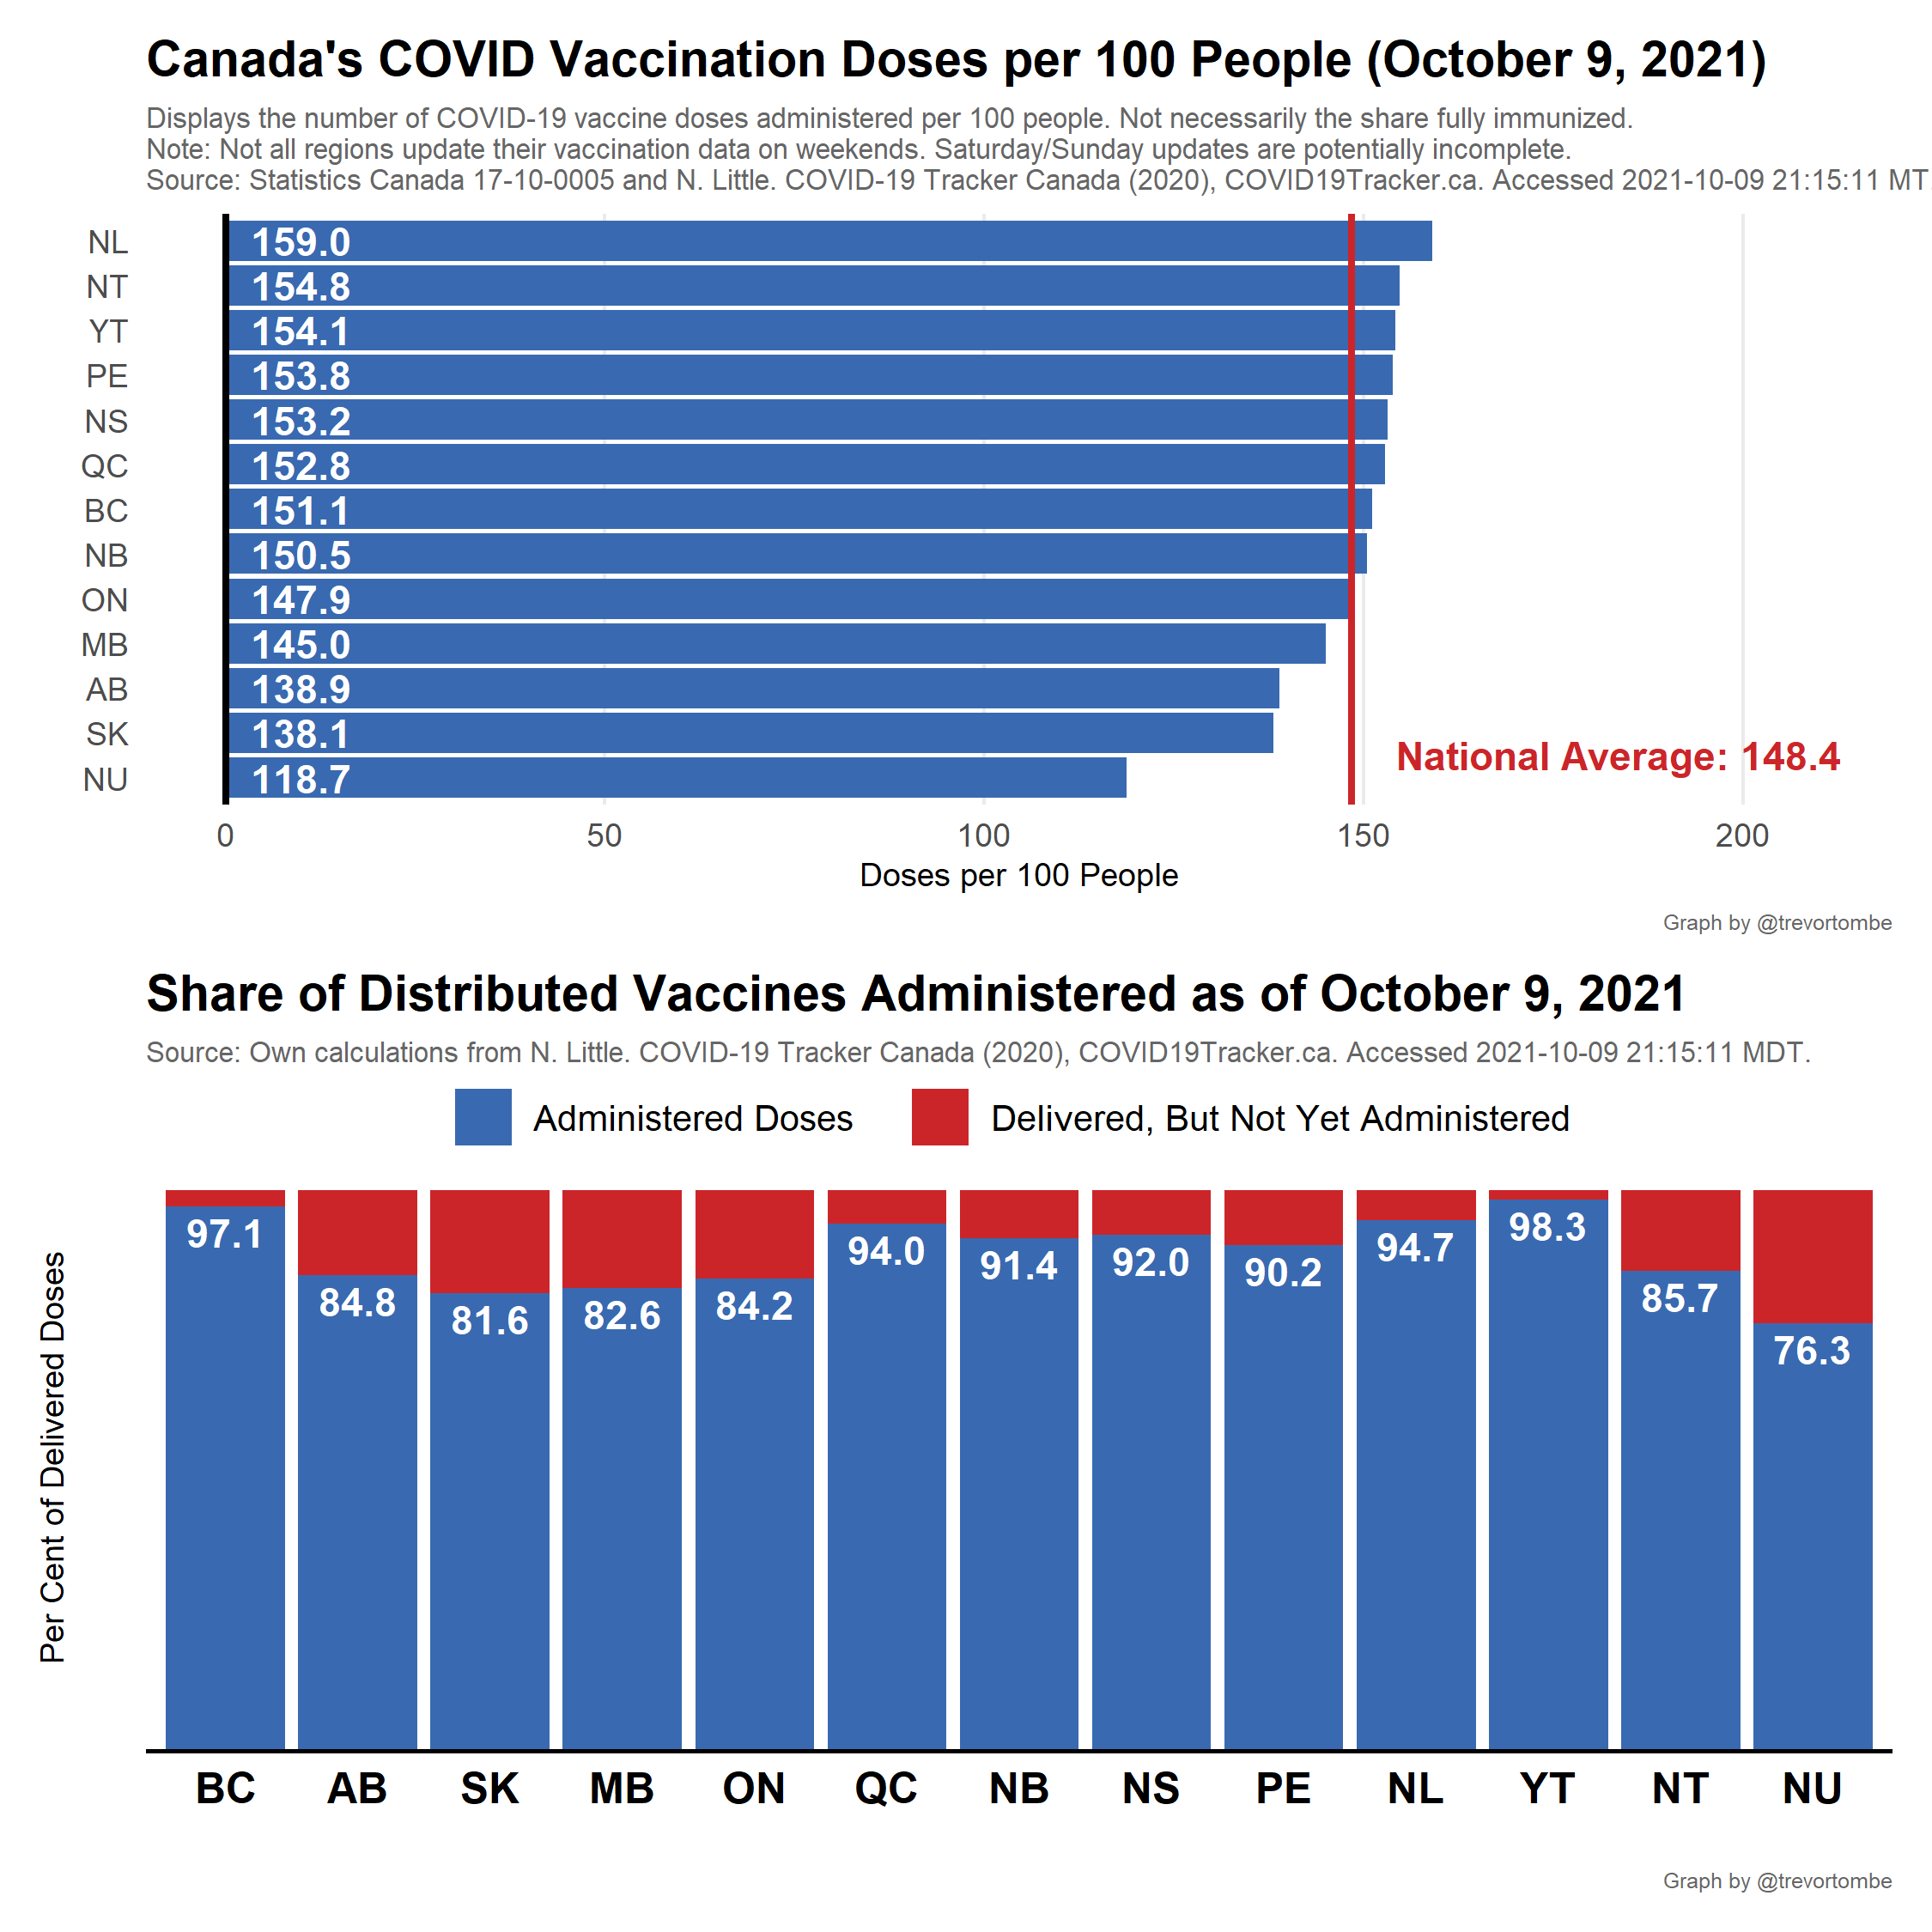 Canada's COVID Vaccination Doses per 100 People (October 9, 2021)
Displays the number of COVID-19 vaccine doses administered per 100 people. Not necessarily the share fully immunized.
Note: Not all regions update their vaccination data on weekends. Saturday/Sunday updates are potentially incomplete.
Source: Statistics Canada 17-10-0005 and N. Little. COVID-19 Tracker Canada (2020), COVID19Tracker.ca. Accessed 2021-10-09 21:15:11 MT
NL 159.0
NT 154.8
YT 154.1
PE 153.8
NS 153.2
QC 152.8
BC 151.1
NB 150.5
ON 147.9
MB 145.0
AB 138.9
SK 138.1
National Average: 148.4
NU 118.7
0 50 100 150 200
Doses per 100 People
Graph by @trevortombe
Share of Distributed Vaccines Administered as of October 9, 2021
Source: Own calculations from N. Little. COVID-19 Tracker Canada (2020), COVID19Tracker.ca. Accessed 2021-10-09 21:15:11 MDT.
Administered Doses Delivered, But Not Yet Administered
Per Cent of Delivered Doses
97.1 84.8 81.6 82.6 84.2 94.0 91.4 92.0 90.2 94.7 98.3 85.7 76.3
BC AB SK MB ON QC NB NS PE NL YT NT NU
Graph by @trevortombe